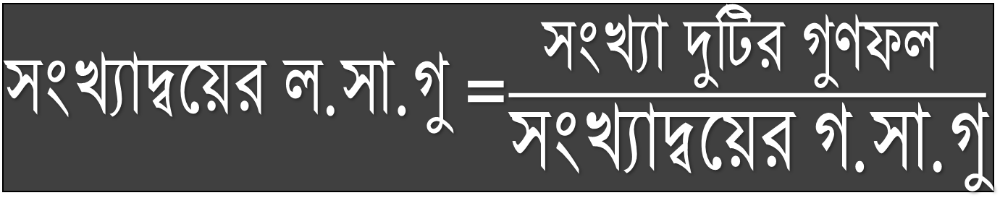 সংখ্যাদ্বয়ের ল.সা.গু = সংখ্যা দুটির গুণফল
সংখ্যাদ্বয়ের গ.সা.গু